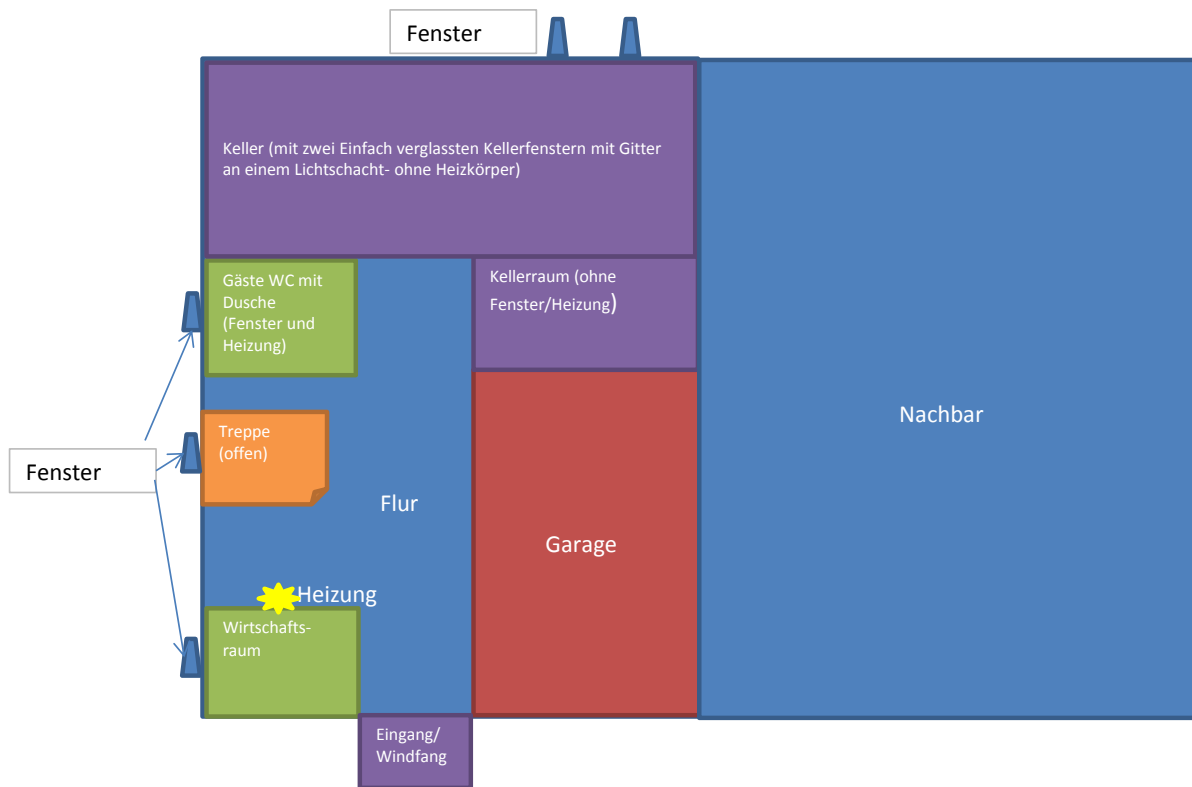 Fenster
Keller (mit zwei Einfach verglassten Kellerfenstern mit Gitter
an einem Lichtschacht- ohne Heizkörper)
Gäste WC mit
Dusche
(Fenster und
Heizung)
Kellerraum (ohne
Fenster/Heizung)
Nachbar
Treppe
(offen)
Fenster
Flur
Garage
Heizung
Wirtschafts-
raum
Eingang/
Windfang